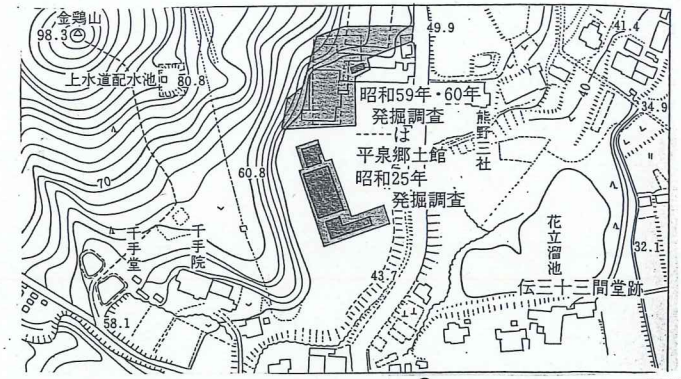 金鶏山
98.3
上水道配水池
80.8
49.9
41.4
昭和59年・60年
発掘調査
-----は
平泉郷土館
昭和25年
発掘調査
熊野三社
40
34.9
70
60.8
千手堂
千手院
花立溜池
32.1
43.7
伝三十三間堂跡
58.1